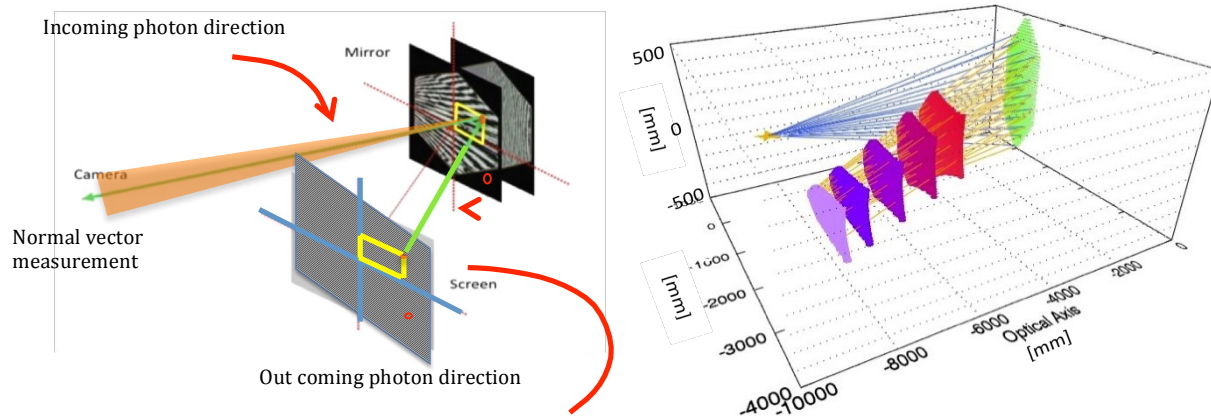 Incoming photon direction
Mirror
Camera
Normal vector
measurement
Screen
Out coming photon direction
o
o
500
0
-500
[mm]
0
-1000
-2000
-3000
-4000
[mm]
-10000
-8000
-6000
-4000
-2000
0
Optical Axis
[mm]